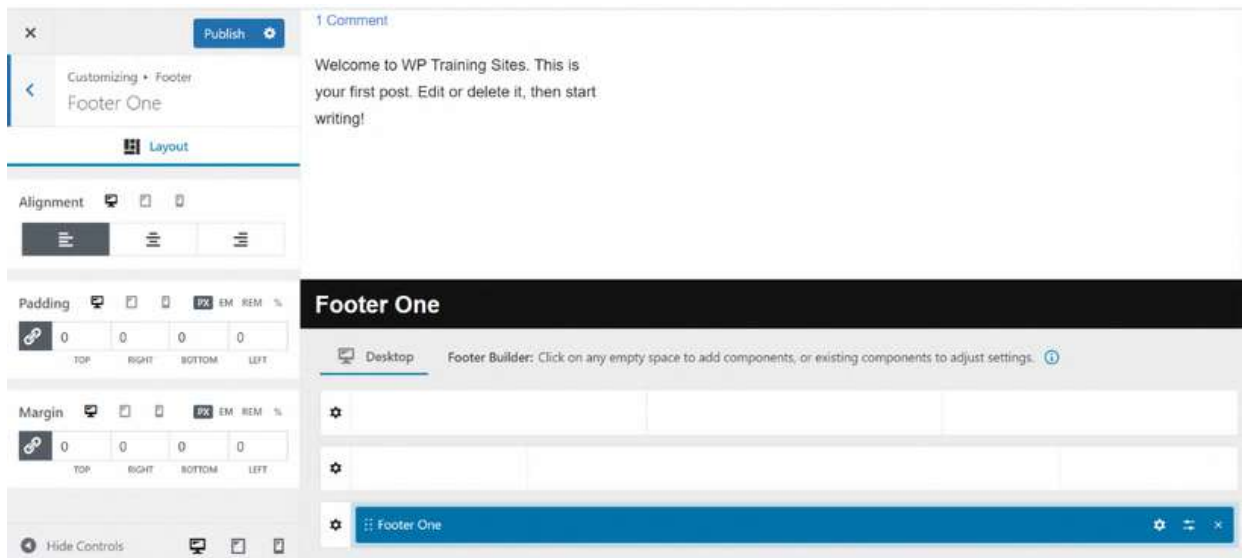 Publish
Customizing • Footer
Footer One
Layout
Alignment
Padding PX EM REM %
0 0 0 0
TOP RIGHT BOTTOM LEFT
Margin PX EM REM %
0 0 0 0
TOP RIGHT BOTTOM LEFT
Hide Controls
1 Comment
Welcome to WP Training Sites. This is
your first post. Edit or delete it, then start
writing!
Footer One
Desktop Footer Builder: Click on any empty space to add components, or existing components to adjust settings.
Footer One